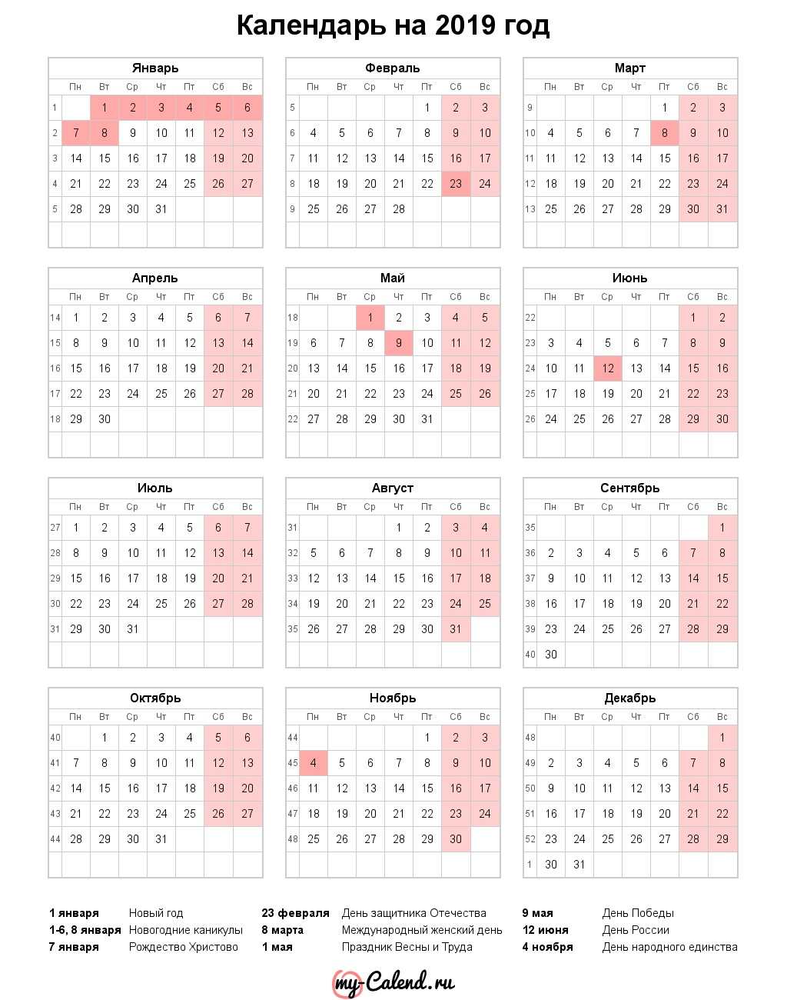 Календарь на 2019 год
Январь Февраль Март
Пн Вт Ср Чт Пт Сб Вс Пн Вт Ср Чт Пт Сб Вс Пн Вт Ср Чт Пт Сб Вс
1 1 2 3 4 5 6 5 1 2 3 9 1 2 3
2 7 8 9 10 11 12 13 6 4 5 6 7 8 9 10 10 4 5 6 7 8 9 10
3 14 15 16 17 18 19 20 7 11 12 13 14 15 16 17 11 11 12 13 14 15 16 17
4 21 22 23 24 25 26 27 8 18 19 20 21 22 23 24 12 18 19 20 21 22 23 24
5 28 29 30 31 9 25 26 27 28 13 25 26 27 28 29 30 31
Апрель Май Июнь
Пн Вт Ср Чт Пт Сб Вс Пн Вт Ср Чт Пт Сб Вс Пн Вт Ср Чт Пт Сб Вс
14 1 2 3 4 5 6 7 18 1 2 3 4 5 22 1 2
15 8 9 10 11 12 13 14 19 6 7 8 9 10 11 12 23 3 4 5 6 7 8 9
16 15 16 17 18 19 20 21 20 13 14 15 16 17 18 19 24 10 11 12 13 14 15 16
17 22 23 24 25 26 27 28 21 20 21 22 23 24 25 26 25 17 18 19 20 21 22 23
18 29 30 22 27 28 29 30 31 26 24 25 26 27 28 29 30
Июль Август Сентябрь
Пн Вт Ср Чт Пт Сб Вс Пн Вт Ср Чт Пт Сб Вс Пн Вт Ср Чт Пт Сб Вс
27 1 2 3 4 5 6 7 31 1 2 3 4 35 1
28 8 9 10 11 12 13 14 32 5 6 7 8 9 10 11 36 2 3 4 5 6 7 8
29 15 16 17 18 19 20 21 33 12 13 14 15 16 17 18 37 9 10 11 12 13 14 15
30 22 23 24 25 26 27 28 34 19 20 21 22 23 24 25 38 16 17 18 19 20 21 22
31 29 30 31 35 26 27 28 29 30 31 39 23 24 25 26 27 28 29
40 30
Октябрь Ноябрь Декабрь
Пн Вт Ср Чт Пт Сб Вс Пн Вт Ср Чт Пт Сб Вс Пн Вт Ср Чт Пт Сб Вс
40 1 2 3 4 5 6 44 1 2 3 48 1
41 7 8 9 10 11 12 13 45 4 5 6 7 8 9 10 49 2 3 4 5 6 7 8
42 14 15 16 17 18 19 20 46 11 12 13 14 15 16 17 50 9 10 11 12 13 14 15
43 21 22 23 24 25 26 27 47 18 19 20 21 22 23 24 51 16 17 18 19 20 21 22
44 28 29 30 31 48 25 26 27 28 29 30 52 23 24 25 26 27 28 29
1 30 31
1 января Новый год 23 февраля День защитника Отечества 9 мая День Победы
1-6, 8 января Новогодние каникулы 8 марта Международный женский день 12 июня День России
7 января Рождество Христово 1 мая Праздник Весны и Труда 4 ноября День народного единства
my-Calend.ru